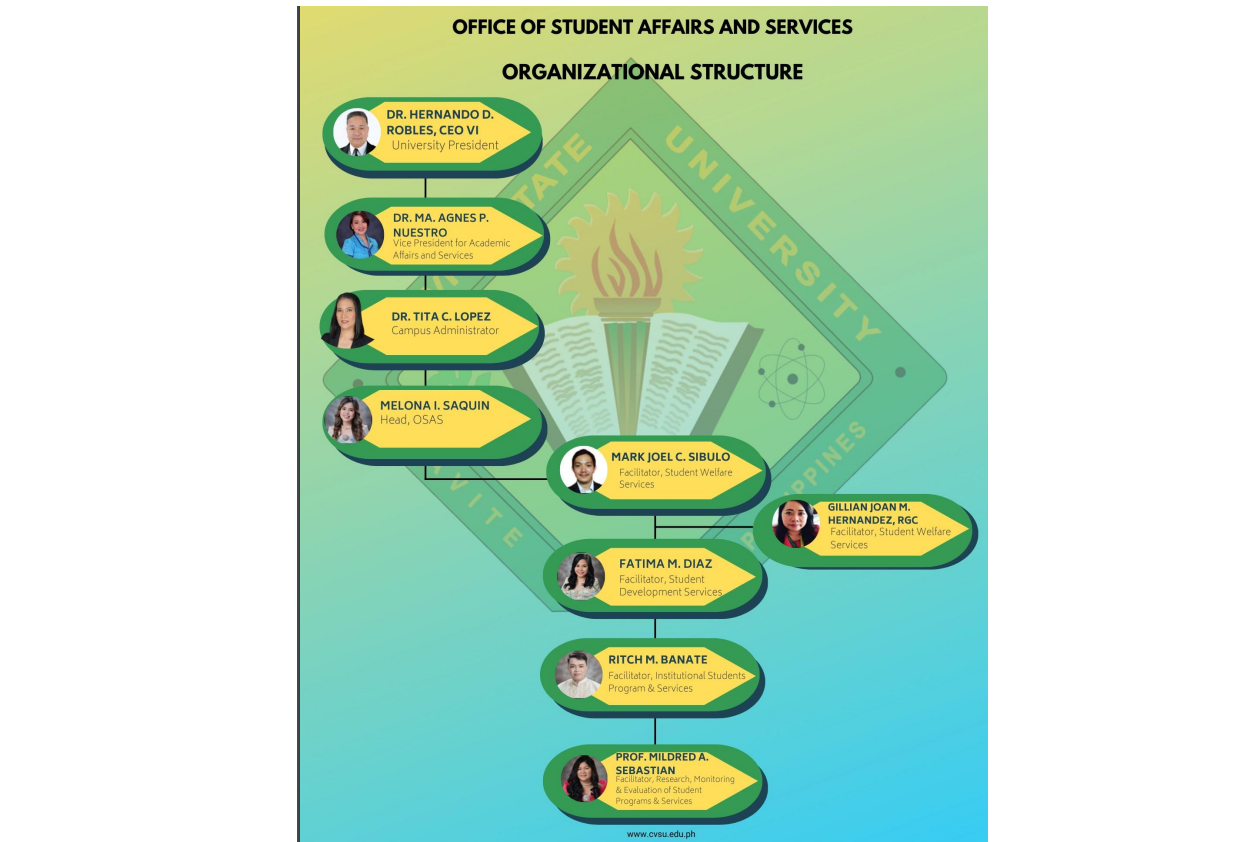 OFFICE OF STUDENT AFFAIRS AND SERVICES
ORGANIZATIONAL STRUCTURE
DR. HERNANDO D.
ROBLES, CEO VI
University President
DR. MA. AGNES P.
NUESTRO
Vice President for Academic
Affairs and Services
DR. TITA C. LOPEZ
Campus Administrator
MELONA I. SAQUIN
Head, OSAS
MARK JOEL C. SIBULO
Facilitator, Student Welfare
Services
GILLIAN JOAN M.
HERNANDEZ, RGC
Facilitator, Student Welfare
Services
FATIMA M. DIAZ
Facilitator, Student
Development Services
RITCH M. BANATE
Facilitator, Institutional Students
Program & Services
PROF. MILDRED A.
SEBASTIAN
Facilitator, Research, Monitoring
& Evaluation of Student
Programs & Services
www.cvsu.edu.ph
UNIVERSITY